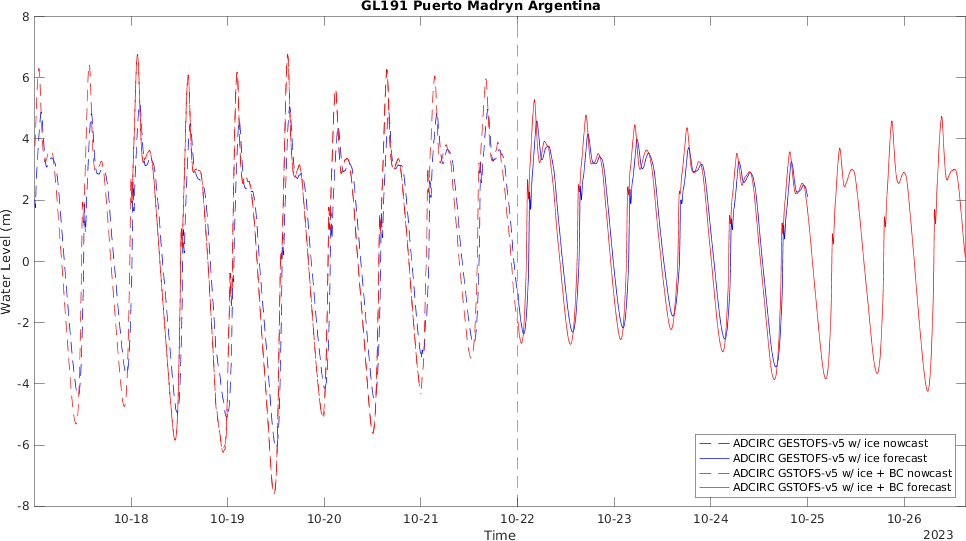 GL191 Puerto Madryn Argentina
8
6
4
2
0
-2
-4
-6
-8
Water Level (m)
10-18
10-19
10-20
10-21
10-22
10-23
10-24
10-25
10-26
Time
2023
ADCIRC GESTOFS-v5 w/ ice nowcast
ADCIRC GESTOFS-v5 w/ ice forecast
ADCIRC GSTOFS-v5 w/ ice + BC nowcast
ADCIRC GSTOFS-v5 w/ ice + BC forecast